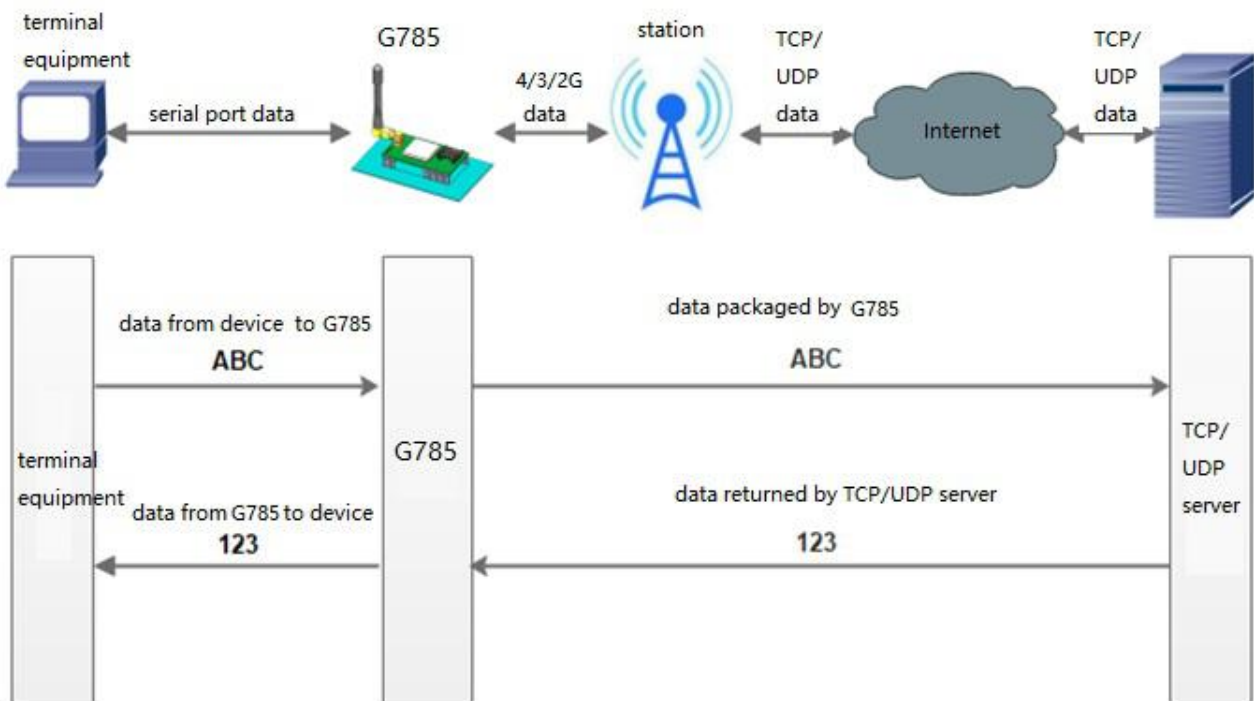 terminal
equipment
G785
station
TCP/
UDP
data
TCP/
UDP
data
serial port data
4/3/2G
data
Internet
data from device to G785
ABC
data packaged by G785
ABC
terminal
equipment
G785
TCP/
UDP
server
data from G785 to device
123
data returned by TCP/UDP server
123